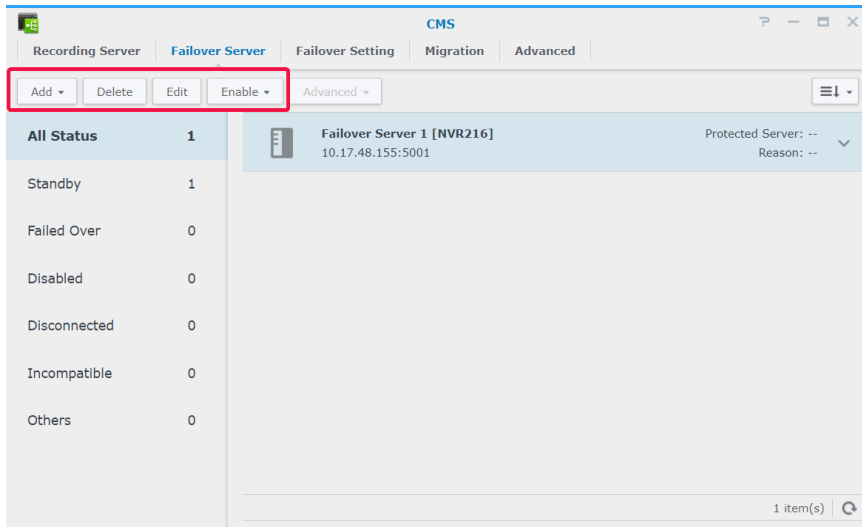 CMS
Recording Server Failover Server Failover Setting Migration Advanced
Add Delete Edit Enable Advanced
All Status 1
Standby 1
Failed Over 0
Disabled 0
Disconnected 0
Incompatible 0
Others 0
Failover Server 1 [NVR216] Protected Server: --
10.17.48.155:5001 Reason: --
1 item(s)